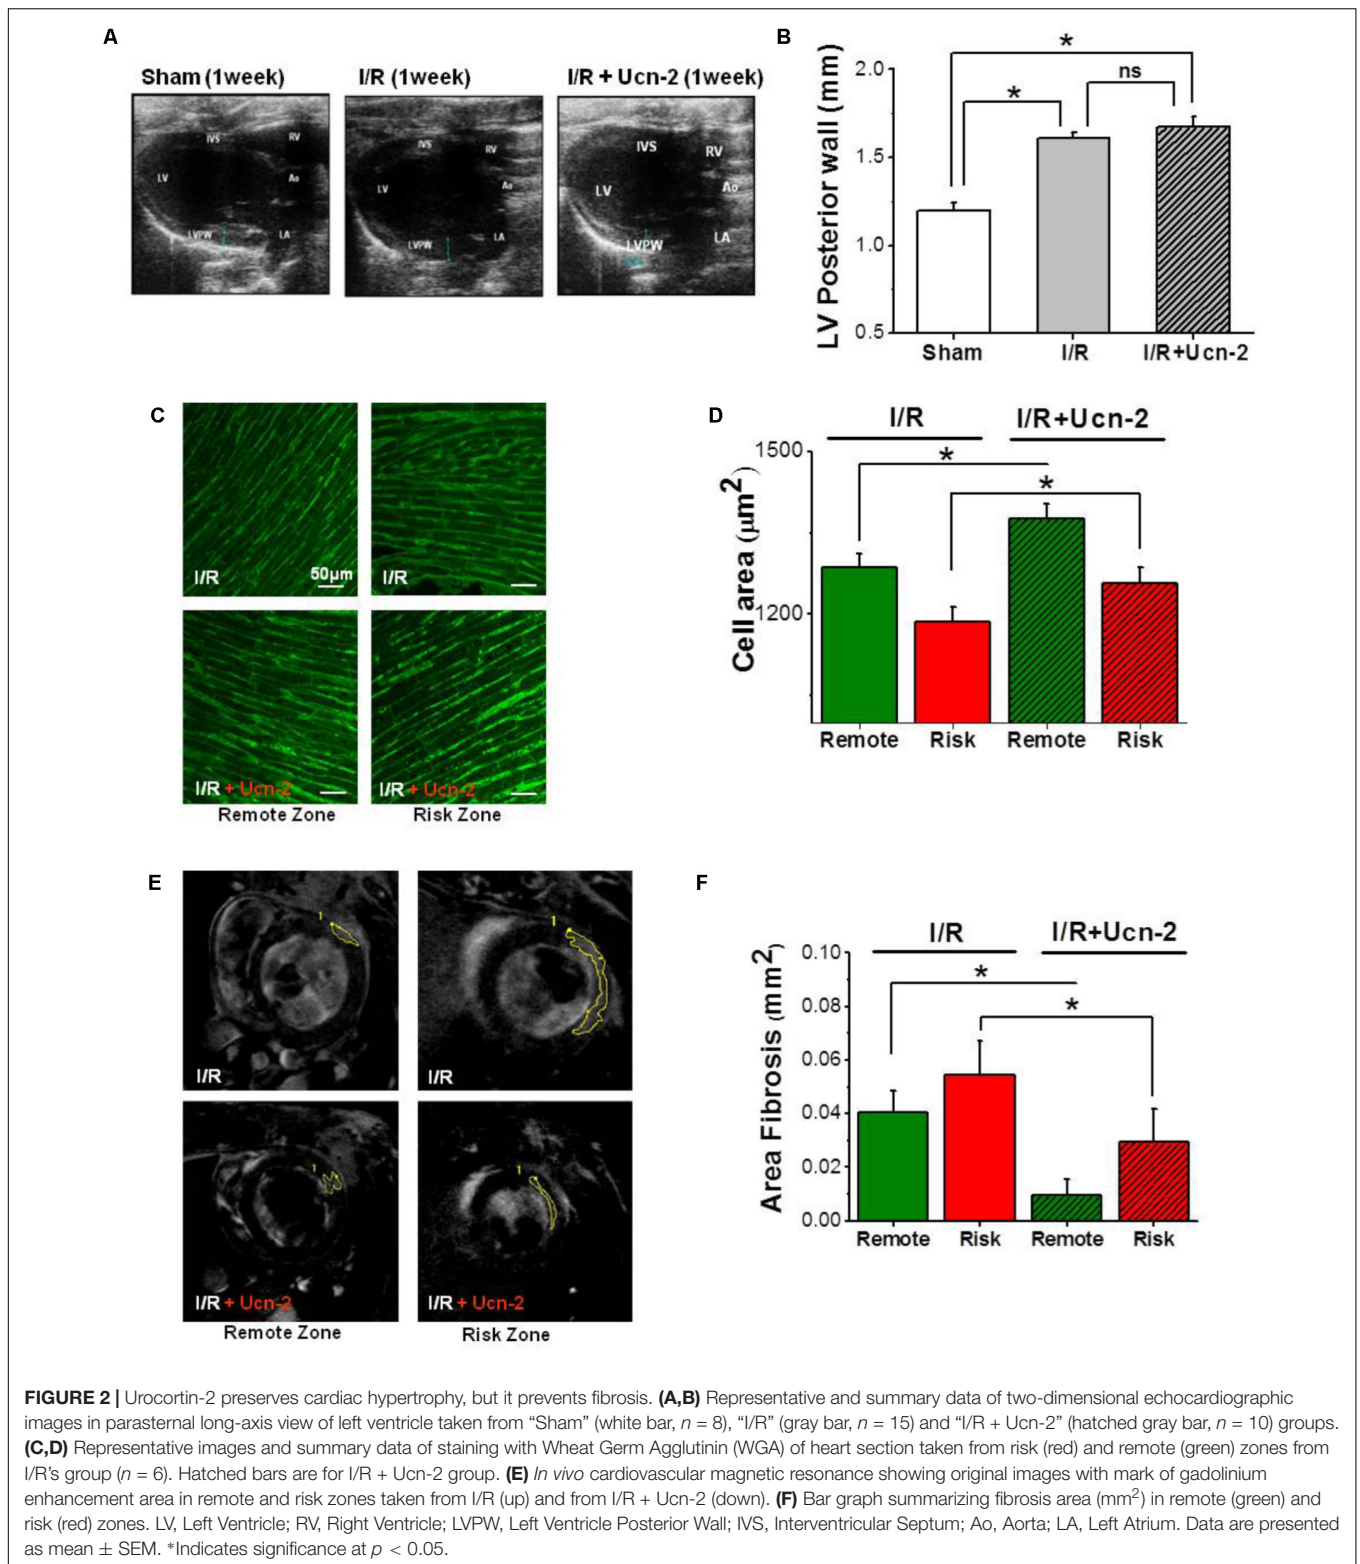 A
Sham (1week)
I/R (1week)
I/R + Ucn-2 (1week)
IVS
RV
LV
Ao
LVPW
LA
IVS
RV
LV
Ao
LVPW
LA
IVS
RV
LV
Ao
LVPW
LA
B
LV Posterior wall (mm)
2.0
1.5
1.0
0.5
*
*
ns
Sham
I/R
I/R+Ucn-2
C
I/R
50µm
I/R
I/R + Ucn-2
I/R + Ucn-2
Remote Zone
Risk Zone
D
I/R
I/R+Ucn-2
Cell area (µm²)
1500
1200
*
*
Remote
Risk
Remote
Risk
E
1
I/R
1
I/R
1
I/R + Ucn-2
1
I/R + Ucn-2
Remote Zone
Risk Zone
F
I/R
I/R+Ucn-2
Area Fibrosis (mm²)
0.10
0.08
0.06
0.04
0.02
0.00
*
*
Remote
Risk
Remote
Risk
FIGURE 2 | Urocortin-2 preserves cardiac hypertrophy, but it prevents fibrosis. (A,B) Representative and summary data of two-dimensional echocardiographic
images in parasternal long-axis view of left ventricle taken from “Sham” (white bar, n = 8), “I/R” (gray bar, n = 15) and “I/R + Ucn-2” (hatched gray bar, n = 10) groups.
(C,D) Representative images and summary data of staining with Wheat Germ Agglutinin (WGA) of heart section taken from risk (red) and remote (green) zones from
I/R’s group (n = 6). Hatched bars are for I/R + Ucn-2 group. (E) In vivo cardiovascular magnetic resonance showing original images with mark of gadolinium
enhancement area in remote and risk zones taken from I/R (up) and from I/R + Ucn-2 (down). (F) Bar graph summarizing fibrosis area (mm²) in remote (green) and
risk (red) zones. LV, Left Ventricle; RV, Right Ventricle; LVPW, Left Ventricle Posterior Wall; IVS, Interventricular Septum; Ao, Aorta; LA, Left Atrium. Data are presented
as mean ± SEM. *Indicates significance at p < 0.05.